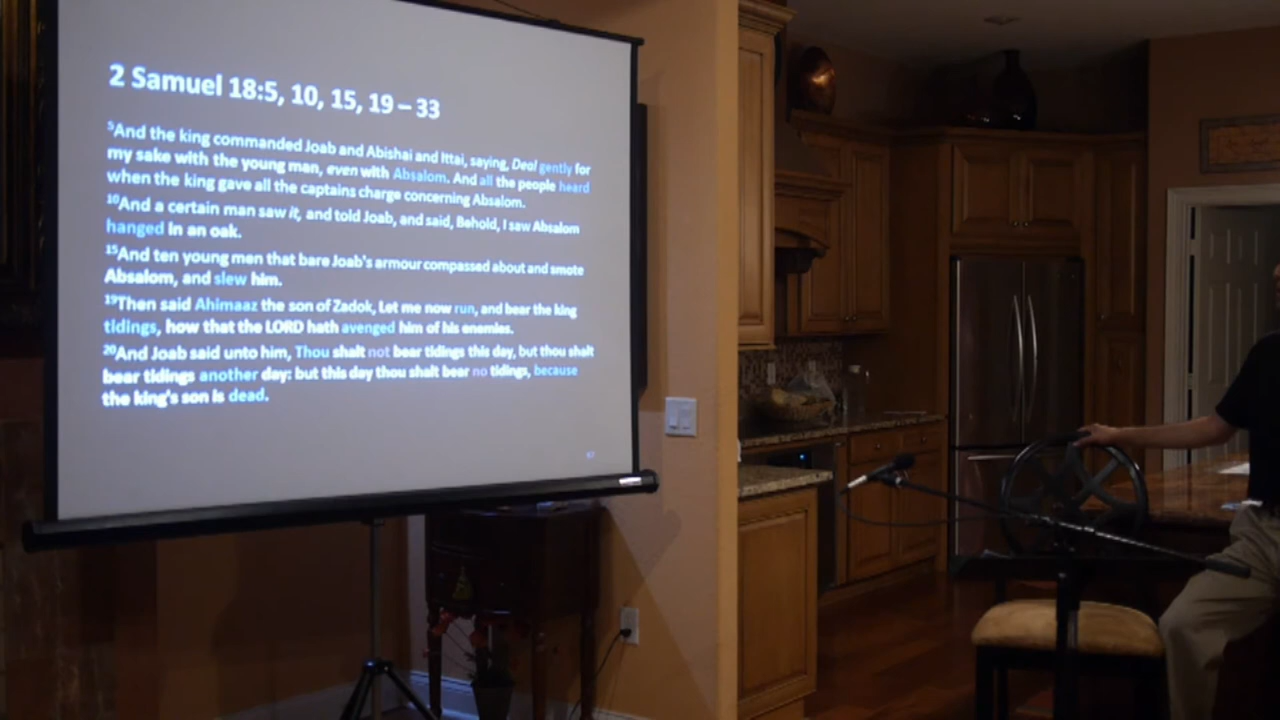 2 Samuel 18:5, 10, 15, 19 – 33
5And the king commanded Joab and Abishai and Ittai, saying, Deal gently for
my sake with the young man, even with Absalom. And all the people heard
when the king gave all the captains charge concerning Absalom.
10And a certain man saw it, and told Joab, and said, Behold, I saw Absalom
hanged in an oak.
15And ten young men that bare Joab's armour compassed about and smote
Absalom, and slew him.
19Then said Ahimaaz the son of Zadok, Let me now run, and bear the king
tidings, how that the LORD hath avenged him of his enemies.
20And Joab said unto him, Thou shalt not bear tidings this day, but thou shalt
bear tidings another day: but this day thou shalt bear no tidings, because
the king's son is dead.